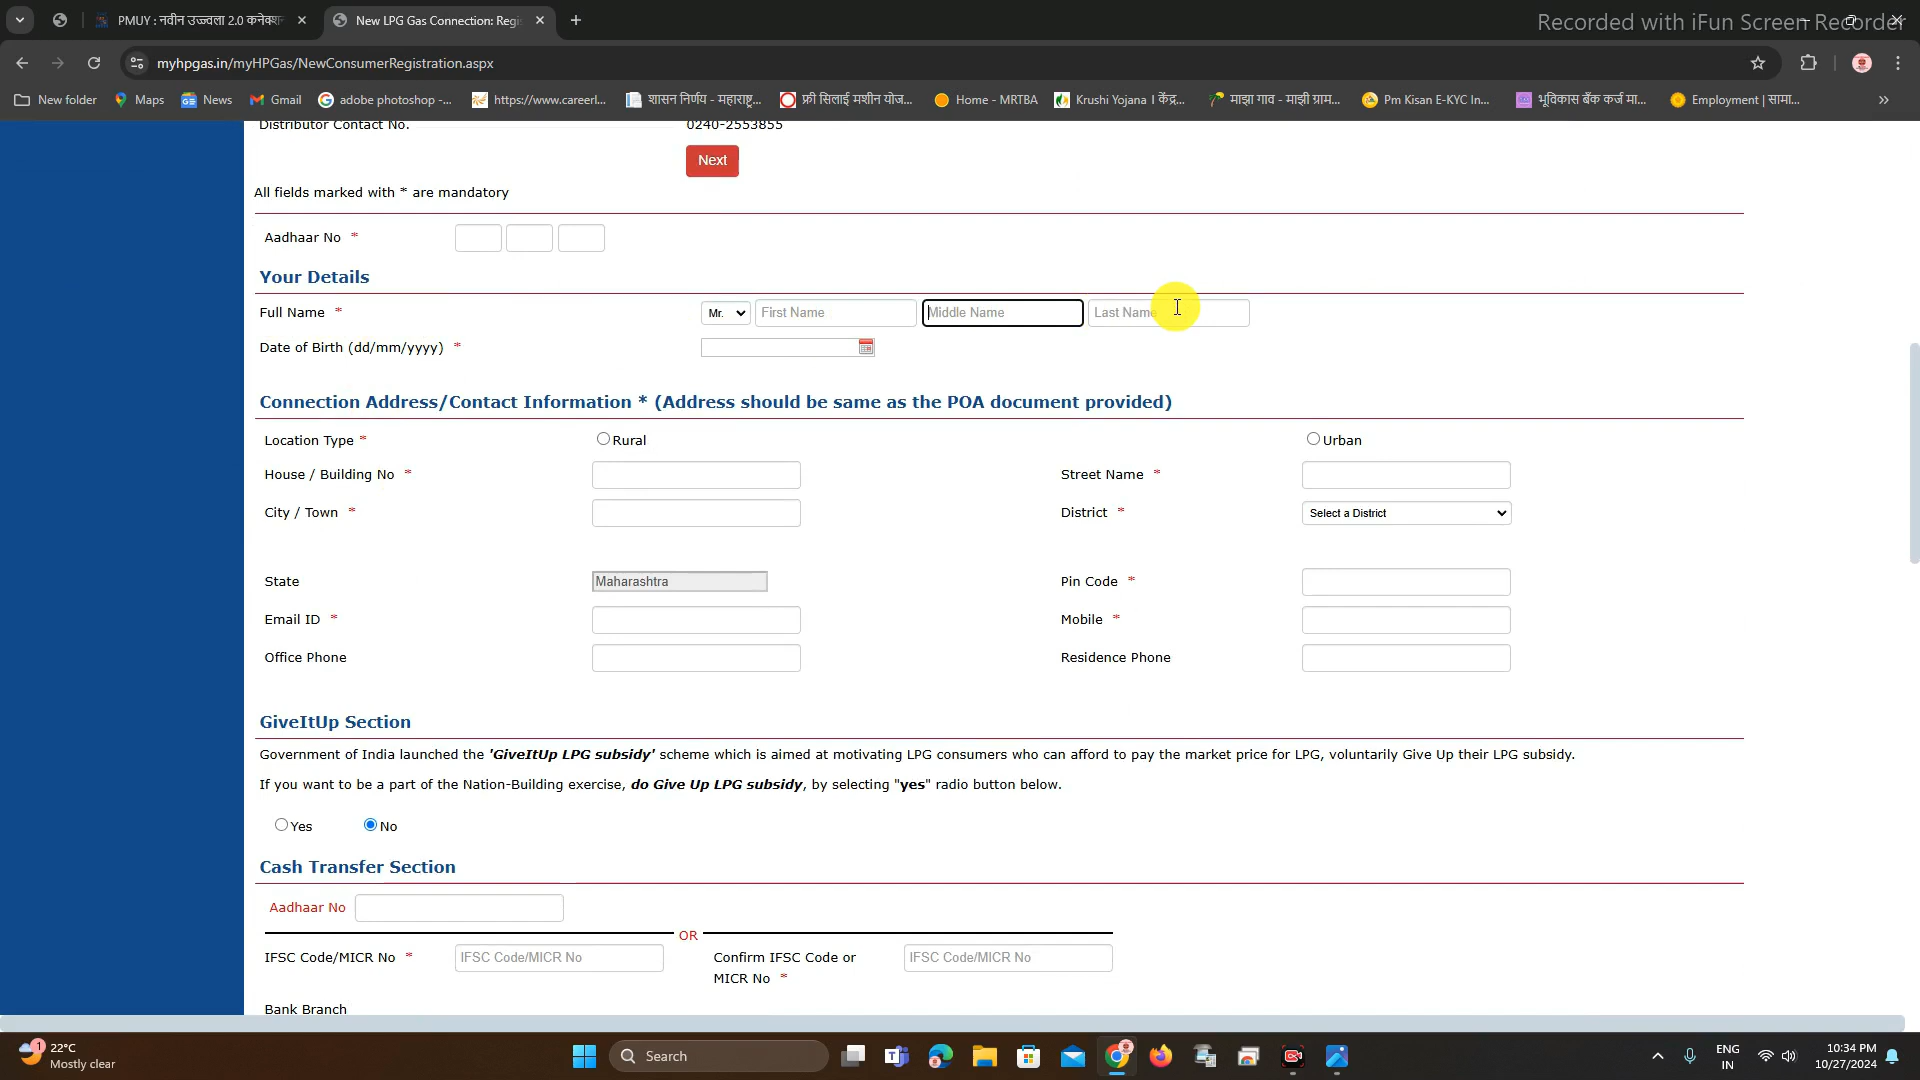 Recorded with iFun Screen Recorder
PMUY : नवीन उज्ज्वला 2.0 कनेक्शन
New LPG Gas Connection: Regi
myhpgas.in/myHPGas/NewConsumerRegistration.aspx
New folder Maps News Gmail adobe photoshop -... https://www.careerl... शासन निर्णय - महाराष्ट्र... फ्री सिलाई मशीन योज... Home - MRTBA Krushi Yojana । केंद्र... माझा गाव - माझी ग्राम... Pm Kisan E-KYC In... भूविकास बँक कर्ज मा... Employment | सामा...
Distributor Contact No. 0240-2553855
Next
All fields marked with * are mandatory
Aadhaar No *
Your Details
Full Name * Mr. First Name Middle Name Last Name
Date of Birth (dd/mm/yyyy) *
Connection Address/Contact Information * (Address should be same as the POA document provided)
Location Type * Rural Urban
House / Building No * Street Name *
City / Town * District * Select a District
State Maharashtra Pin Code *
Email ID * Mobile *
Office Phone Residence Phone
GiveItUp Section
Government of India launched the 'GiveItUp LPG subsidy' scheme which is aimed at motivating LPG consumers who can afford to pay the market price for LPG, voluntarily Give Up their LPG subsidy.
If you want to be a part of the Nation-Building exercise, do Give Up LPG subsidy, by selecting "yes" radio button below.
Yes No
Cash Transfer Section
Aadhaar No
OR
IFSC Code/MICR No * IFSC Code/MICR No Confirm IFSC Code or MICR No * IFSC Code/MICR No
Bank Branch
1
22°C
Mostly clear
Search
ENG
IN
10:34 PM
10/27/2024